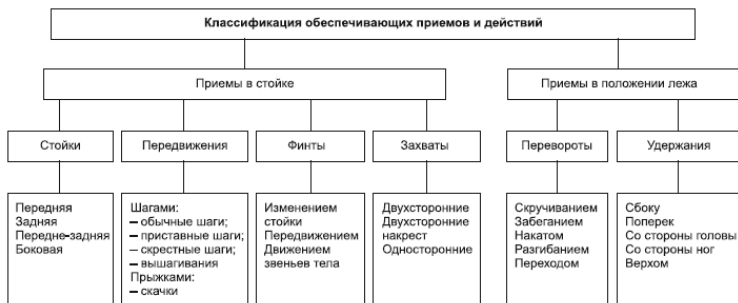 Классификация обеспечивающих приемов и действий
Приемы в стойке
Приемы в положении лежа
Стойки
Передвижения
Финты
Захваты
Перевороты
Удержания
Передняя
Задняя
Передне-задняя
Боковая
Шагами:
– обычные шаги;
– приставные шаги;
– скрестные шаги;
– вышагивания
Прыжками:
– скачки
Изменением
стойки
Передвижением
Движением
звеньев тела
Двухсторонние
Двухсторонние
накрест
Односторонние
Скручиванием
Забеганием
Накатом
Разгибанием
Переходом
Сбоку
Поперек
Со стороны головы
Со стороны ног
Верхом